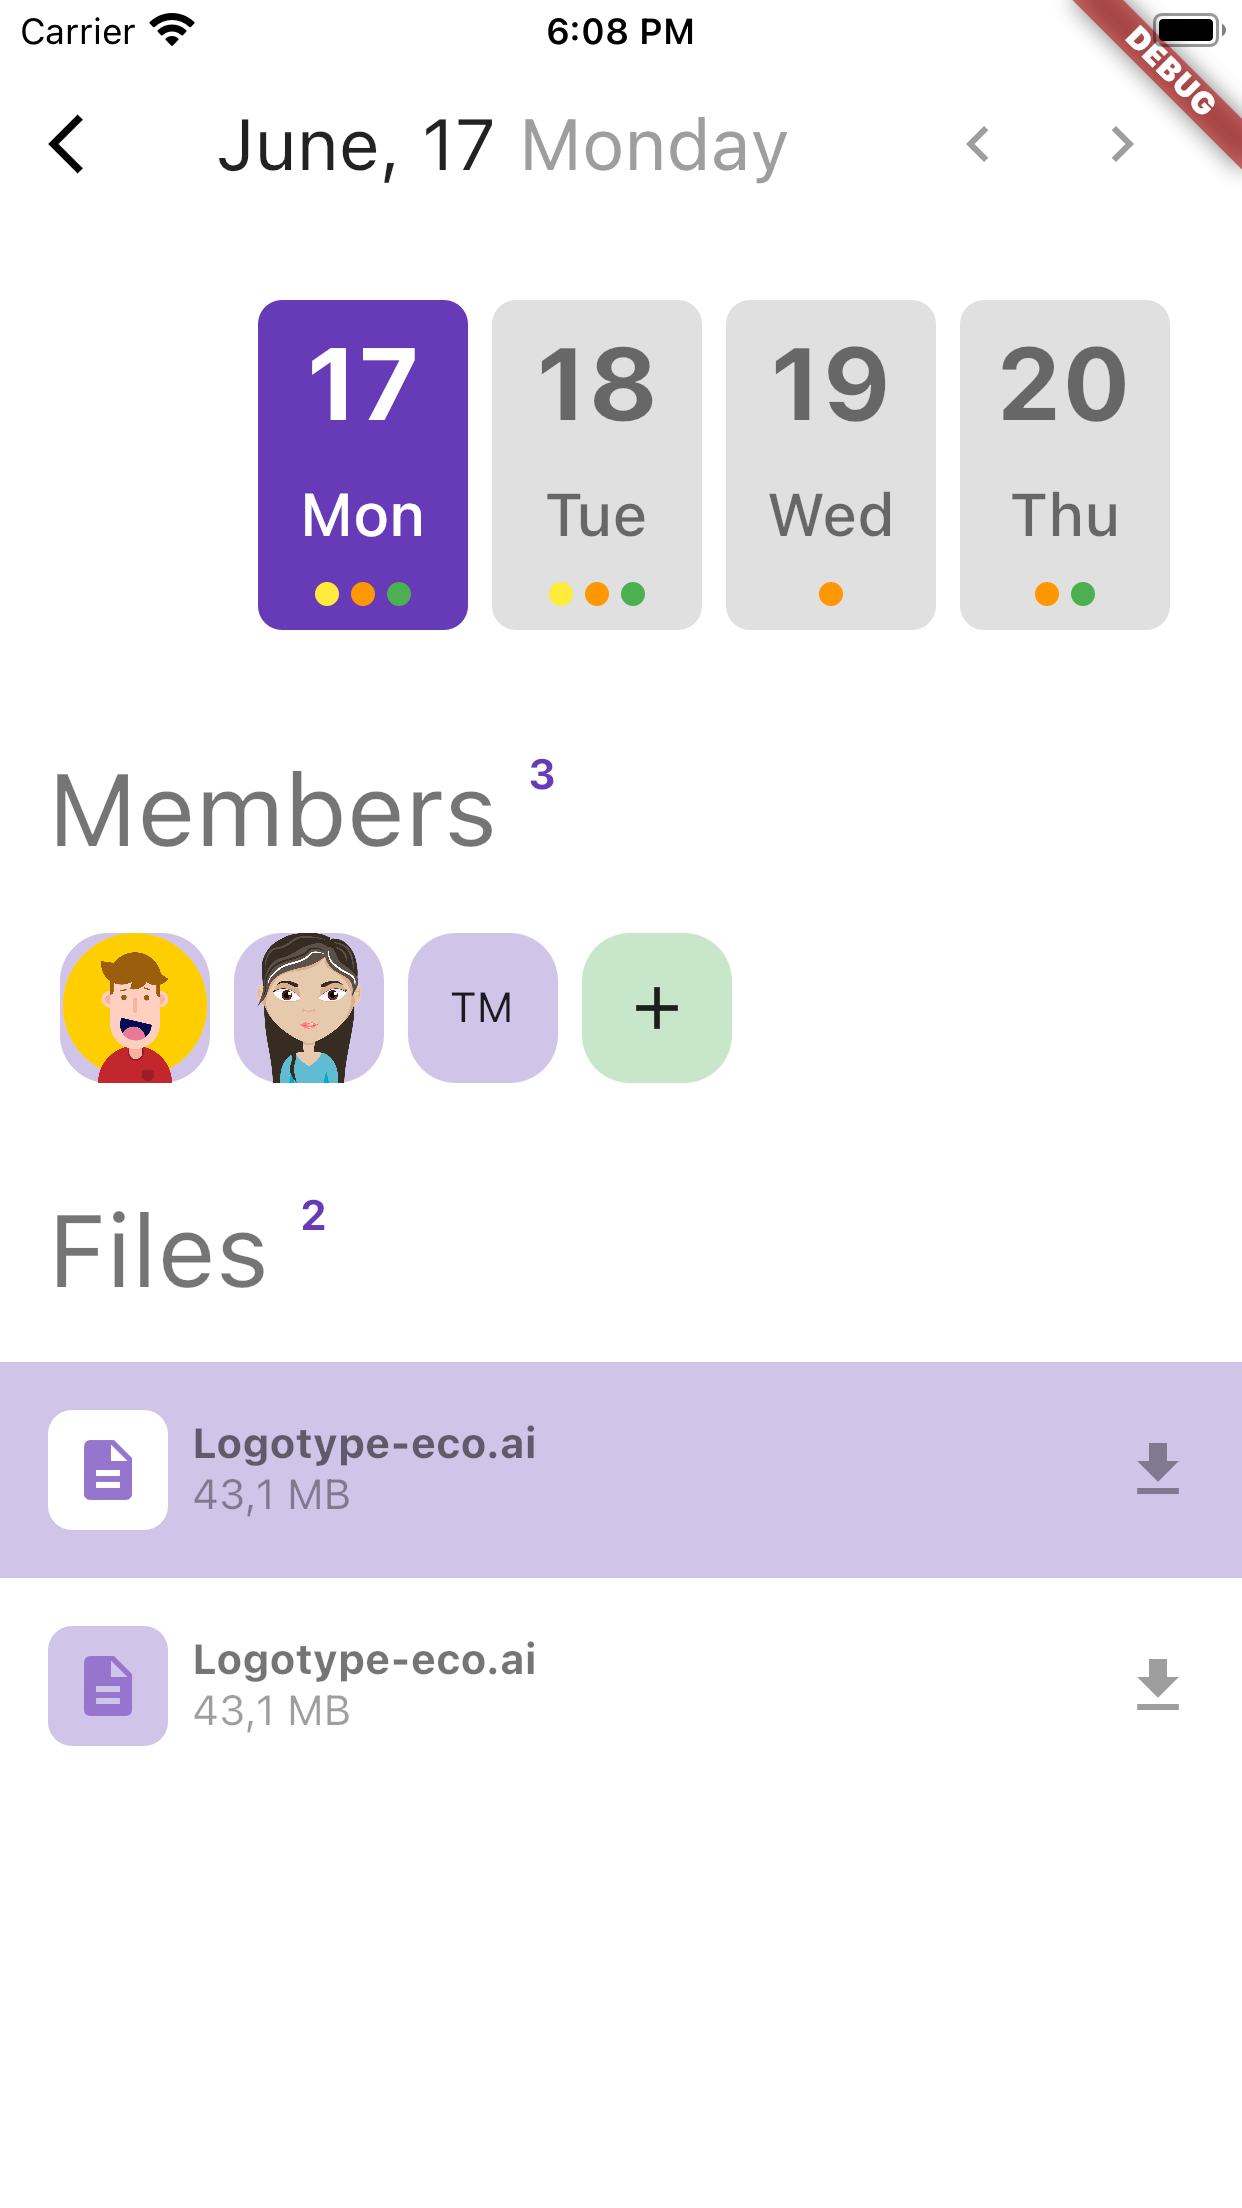 Carrier 6:08 PM
DEBUG
June, 17 Monday
17 18 19 20
Mon Tue Wed Thu
Members 3
TM +
Files 2
Logotype-eco.ai
43,1 MB
Logotype-eco.ai
43,1 MB